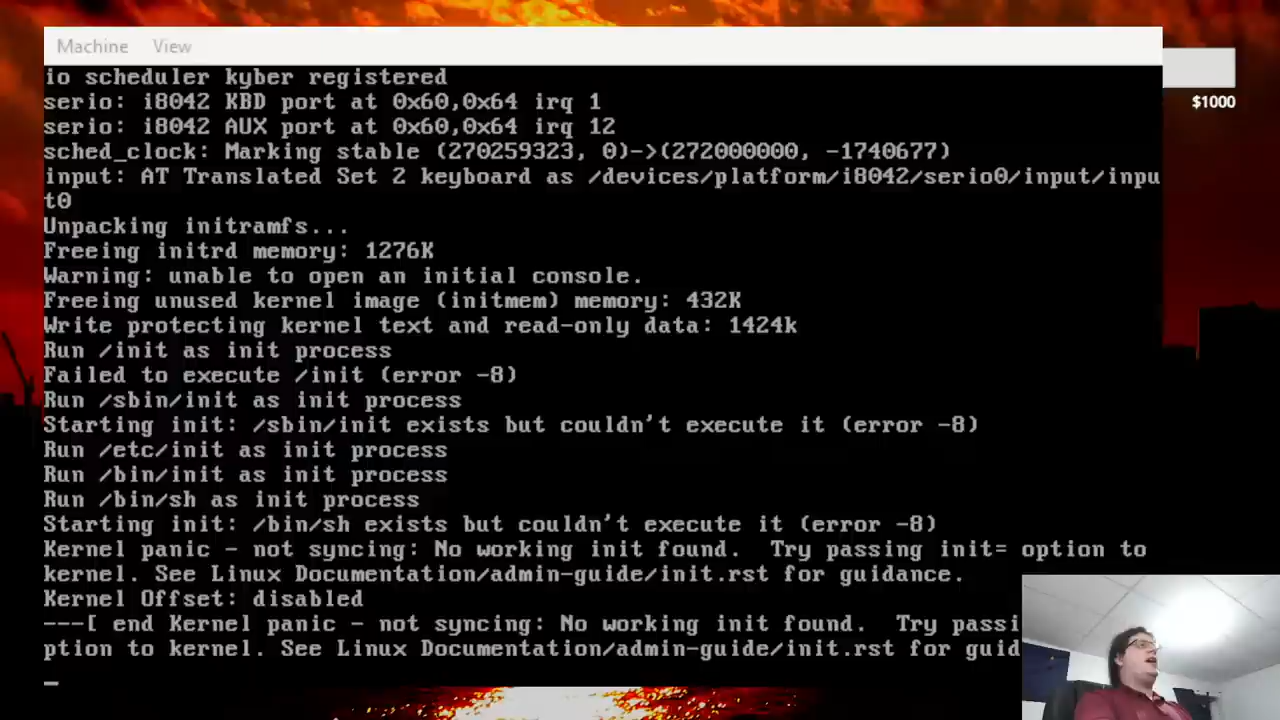 Machine View
io scheduler kyber registered
$1000
serio: i8042 KBD port at 0x60,0x64 irq 1
serio: i8042 AUX port at 0x60,0x64 irq 12
sched_clock: Marking stable (270259323, 0)->(272000000, -1740677)
input: AT Translated Set 2 keyboard as /devices/platform/i8042/serio0/input/inpu
t0
Unpacking initramfs...
Freeing initrd memory: 1276K
Warning: unable to open an initial console.
Freeing unused kernel image (initmem) memory: 432K
Write protecting kernel text and read-only data: 1424k
Run /init as init process
Failed to execute /init (error -8)
Run /sbin/init as init process
Starting init: /sbin/init exists but couldn't execute it (error -8)
Run /etc/init as init process
Run /bin/init as init process
Run /bin/sh as init process
Starting init: /bin/sh exists but couldn't execute it (error -8)
Kernel panic - not syncing: No working init found.  Try passing init= option to
kernel. See Linux Documentation/admin-guide/init.rst for guidance.
Kernel Offset: disabled
---[ end Kernel panic - not syncing: No working init found.  Try passi
ption to kernel. See Linux Documentation/admin-guide/init.rst for guid
_